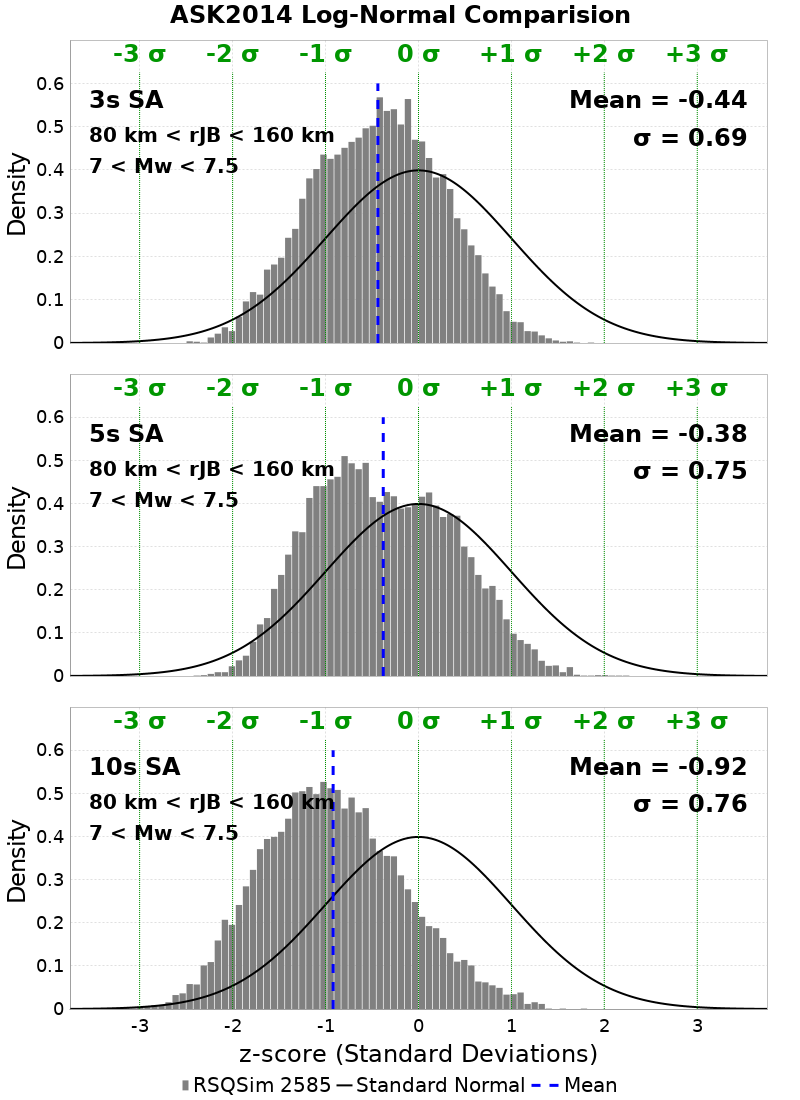 ASK2014 Log-Normal Comparision
-3 σ -2 σ -1 σ 0 σ +1 σ +2 σ +3 σ
0.6
3s SA Mean = -0.44
0.5
80 km < rJB < 160 km σ = 0.69
7 < Mw < 7.5
0.4
0.3
0.2
0.1
0
Density
-3 σ -2 σ -1 σ 0 σ +1 σ +2 σ +3 σ
0.6
5s SA Mean = -0.38
0.5
80 km < rJB < 160 km σ = 0.75
7 < Mw < 7.5
0.4
0.3
0.2
0.1
0
Density
-3 σ -2 σ -1 σ 0 σ +1 σ +2 σ +3 σ
0.6
10s SA Mean = -0.92
0.5
80 km < rJB < 160 km σ = 0.76
7 < Mw < 7.5
0.4
0.3
0.2
0.1
0
Density
-3 -2 -1 0 1 2 3
z-score (Standard Deviations)
RSQSim 2585 Standard Normal Mean